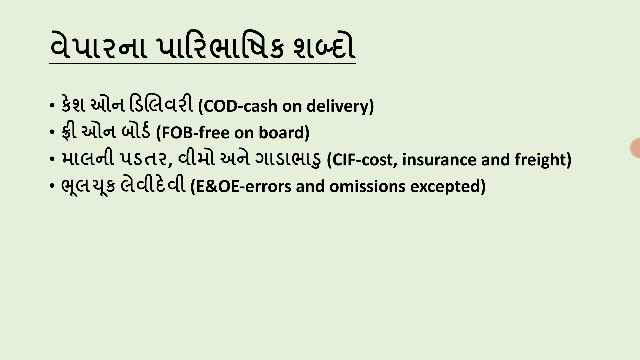 વેપારના પારિભાષિક શબ્દો
• કેશ ઓન ડિલિવરી (COD-cash on delivery)
• ફ્રી ઓન બોર્ડ (FOB-free on board)
• માલની પડતર, વીમો અને ગાડાભાડુ (CIF-cost, insurance and freight)
• ભૂલચૂક લેવીદેવી (E&OE-errors and omissions excepted)